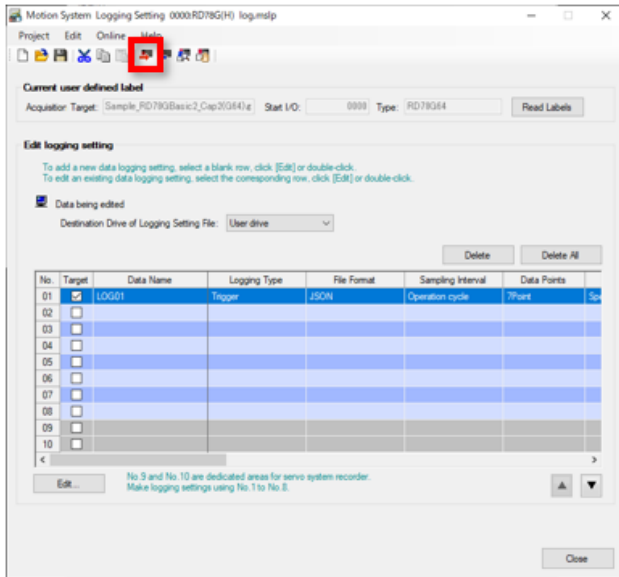 Motion System Logging Setting 0000:RD78G(H) log.mslp
Project Edit Online Help
Current user defined label
Acquisition Target: Sample_RD78GBasic2_Cap2(G64).g Start I/O: 0000 Type: RD78G64 Read Labels
Edit logging setting
To add a new data logging setting, select a blank row, click [Edit] or double-click.
To edit an existing data logging setting, select the corresponding row, click [Edit] or double-click.
Data being edited
Destination Drive of Logging Setting File: User drive
Delete Delete All
No. Target Data Name Logging Type File Format Sampling Interval Data Points
01 LOG01 Trigger JSON Operation cycle 7Point Spe
02
03
04
05
06
07
08
09
10
Edit... No.9 and No.10 are dedicated areas for servo system recorder.
Make logging settings using No.1 to No.8.
Close